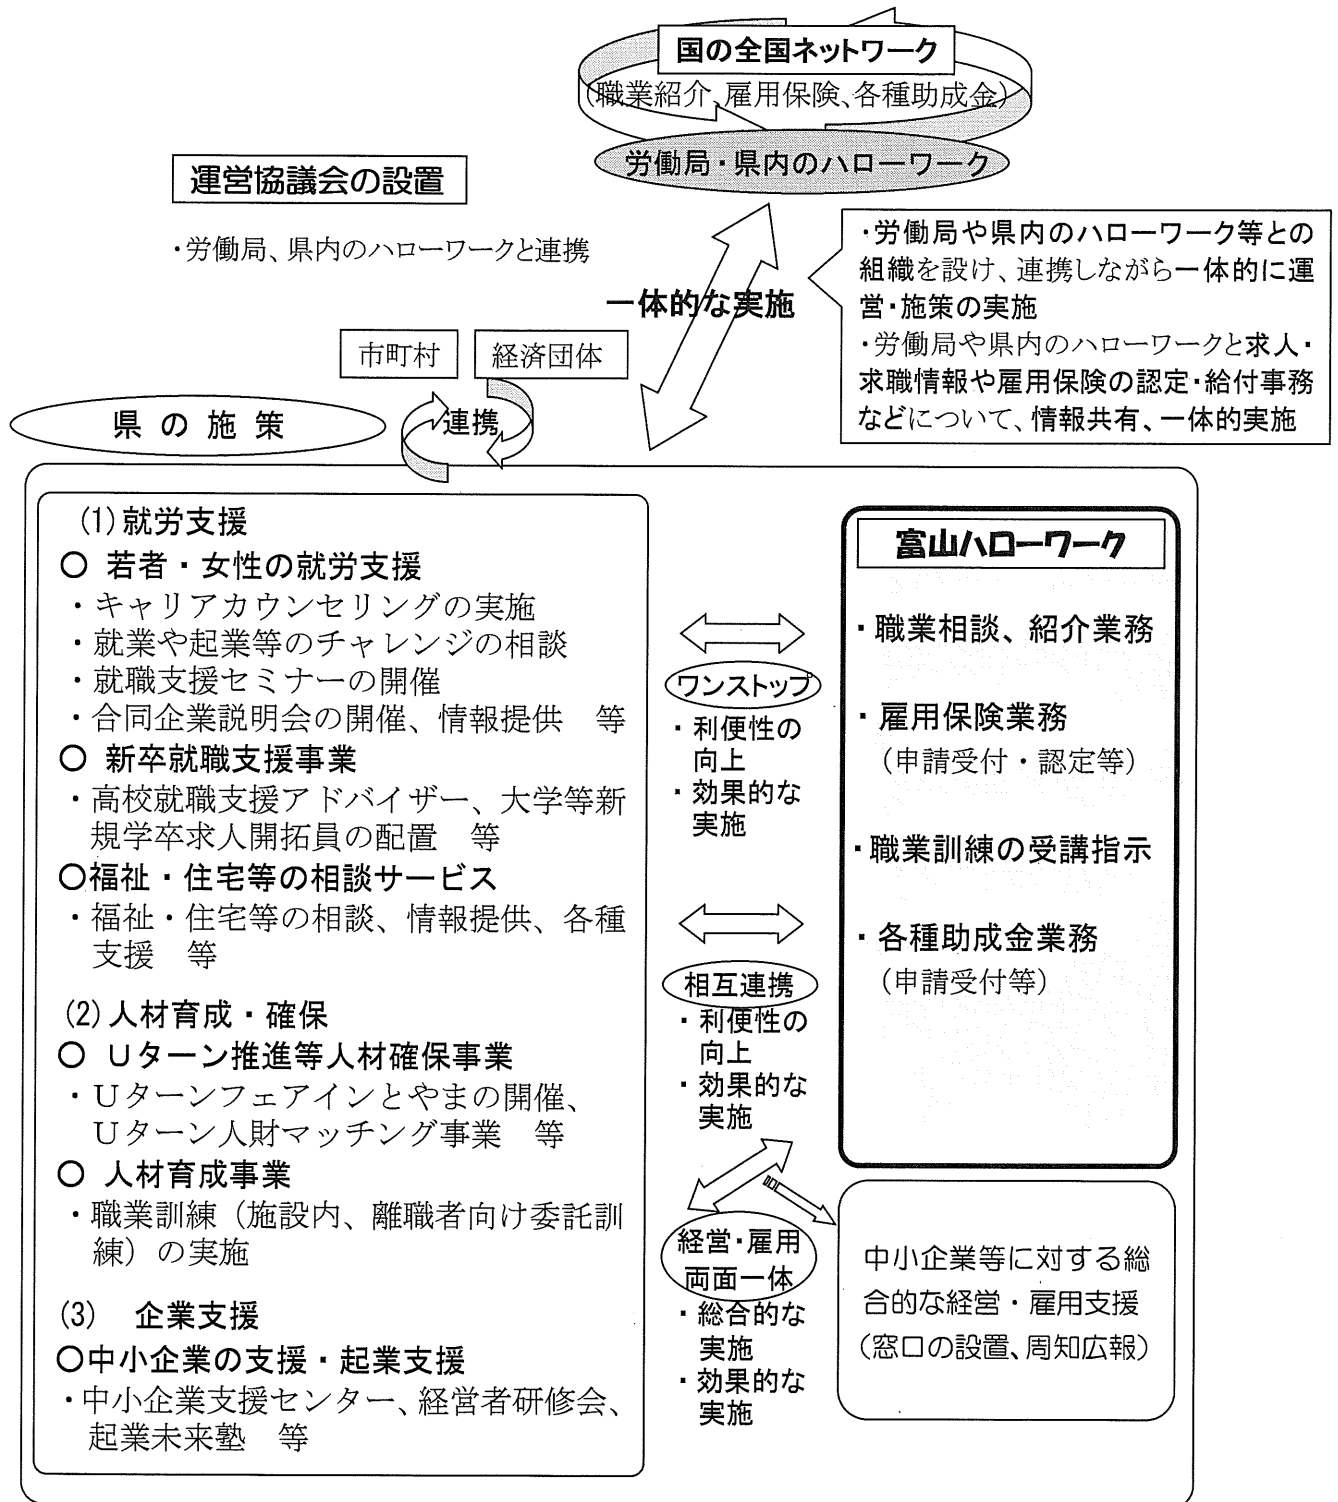 国の全国ネットワーク
(職業紹介、雇用保険、各種助成金)
労働局・県内のハローワーク
運営協議会の設置
・労働局、県内のハローワークと連携
一体的な実施
・労働局や県内のハローワーク等との
組織を設け、連携しながら一体的に運
営・施策の実施
・労働局や県内のハローワークと求人・
求職情報や雇用保険の認定・給付事務
などについて、情報共有、一体的実施
市町村
経済団体
連携
県の施策
(1)就労支援
○ 若者・女性の就労支援
・キャリアカウンセリングの実施
・就業や起業等のチャレンジの相談
・就職支援セミナーの開催
・合同企業説明会の開催、情報提供 等
○ 新卒就職支援事業
・高校就職支援アドバイザー、大学等新
規学卒求人開拓員の配置 等
○福祉・住宅等の相談サービス
・福祉・住宅等の相談、情報提供、各種
支援 等
(2)人材育成・確保
○ Uターン推進等人材確保事業
・Uターンフェアインとやまの開催、
Uターン人財マッチング事業 等
○ 人材育成事業
・職業訓練(施設内、離職者向け委託訓
練)の実施
(3) 企業支援
○中小企業の支援・起業支援
・中小企業支援センター、経営者研修会、
起業未来塾 等
ワンストップ
・利便性の
向上
・効果的な
実施
相互連携
・利便性の
向上
・効果的な
実施
経営・雇用
両面一体
・総合的な
実施
・効果的な
実施
富山ハローワーク
・職業相談、紹介業務
・雇用保険業務
(申請受付・認定等)
・職業訓練の受講指示
・各種助成金業務
(申請受付等)
中小企業等に対する総
合的な経営・雇用支援
(窓口の設置、周知広報)